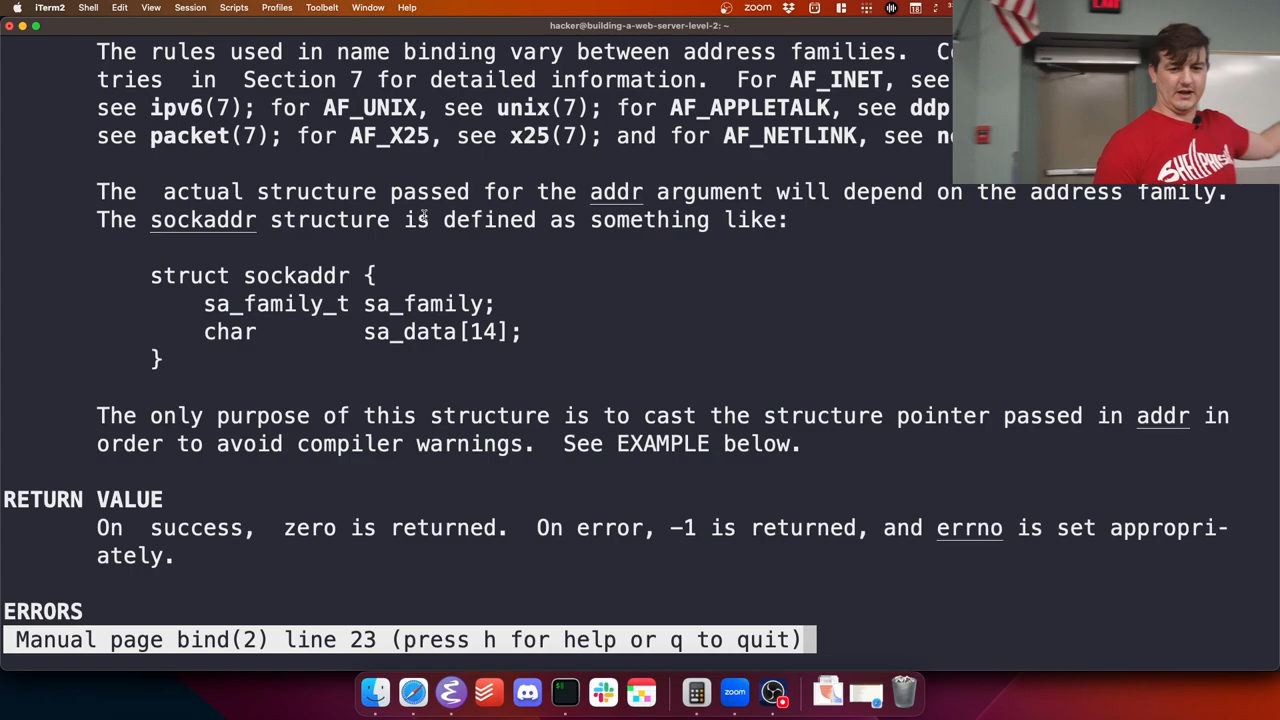 iTerm2 Shell Edit View Session Scripts Profiles Toolbelt Window Help zoom 18
hacker@building-a-web-server-level-2: ~
The rules used in name binding vary between address families.
tries in Section 7 for detailed information. For AF_INET, see
see ipv6(7); for AF_UNIX, see unix(7); for AF_APPLETALK, see ddp
see packet(7); for AF_X25, see x25(7); and for AF_NETLINK, see
EXIT
SHELLPHISH
The actual structure passed for the addr argument will depend on the address family.
The sockaddr structure is defined as something like:
struct sockaddr {
sa_family_t sa_family;
char sa_data[14];
}
The only purpose of this structure is to cast the structure pointer passed in addr in
order to avoid compiler warnings. See EXAMPLE below.
RETURN VALUE
On success, zero is returned. On error, -1 is returned, and errno is set appropri-
ately.
ERRORS
Manual page bind(2) line 23 (press h for help or q to quit)
zoom